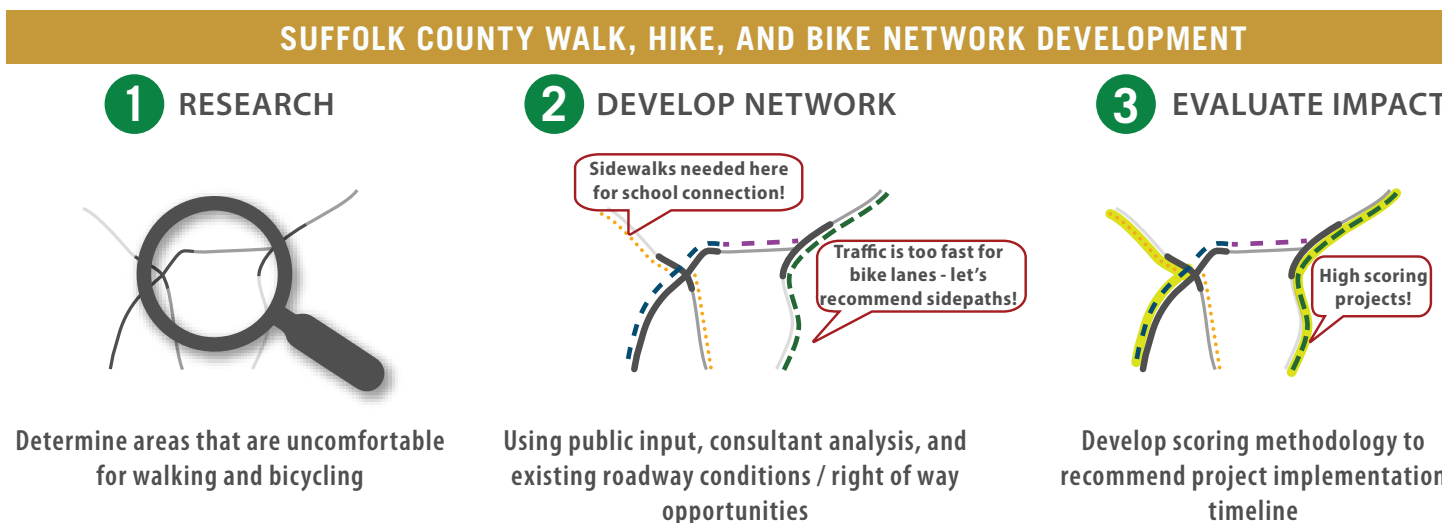 SUFFOLK COUNTY WALK, HIKE, AND BIKE NETWORK DEVELOPMENT
1 RESEARCH
Determine areas that are uncomfortable
for walking and bicycling
2 DEVELOP NETWORK
Sidewalks needed here
for school connection!
Traffic is too fast for
bike lanes - let's
recommend sidepaths!
Using public input, consultant analysis, and
existing roadway conditions / right of way
opportunities
3 EVALUATE IMPACT
High scoring
projects!
Develop scoring methodology to
recommend project implementation
timeline